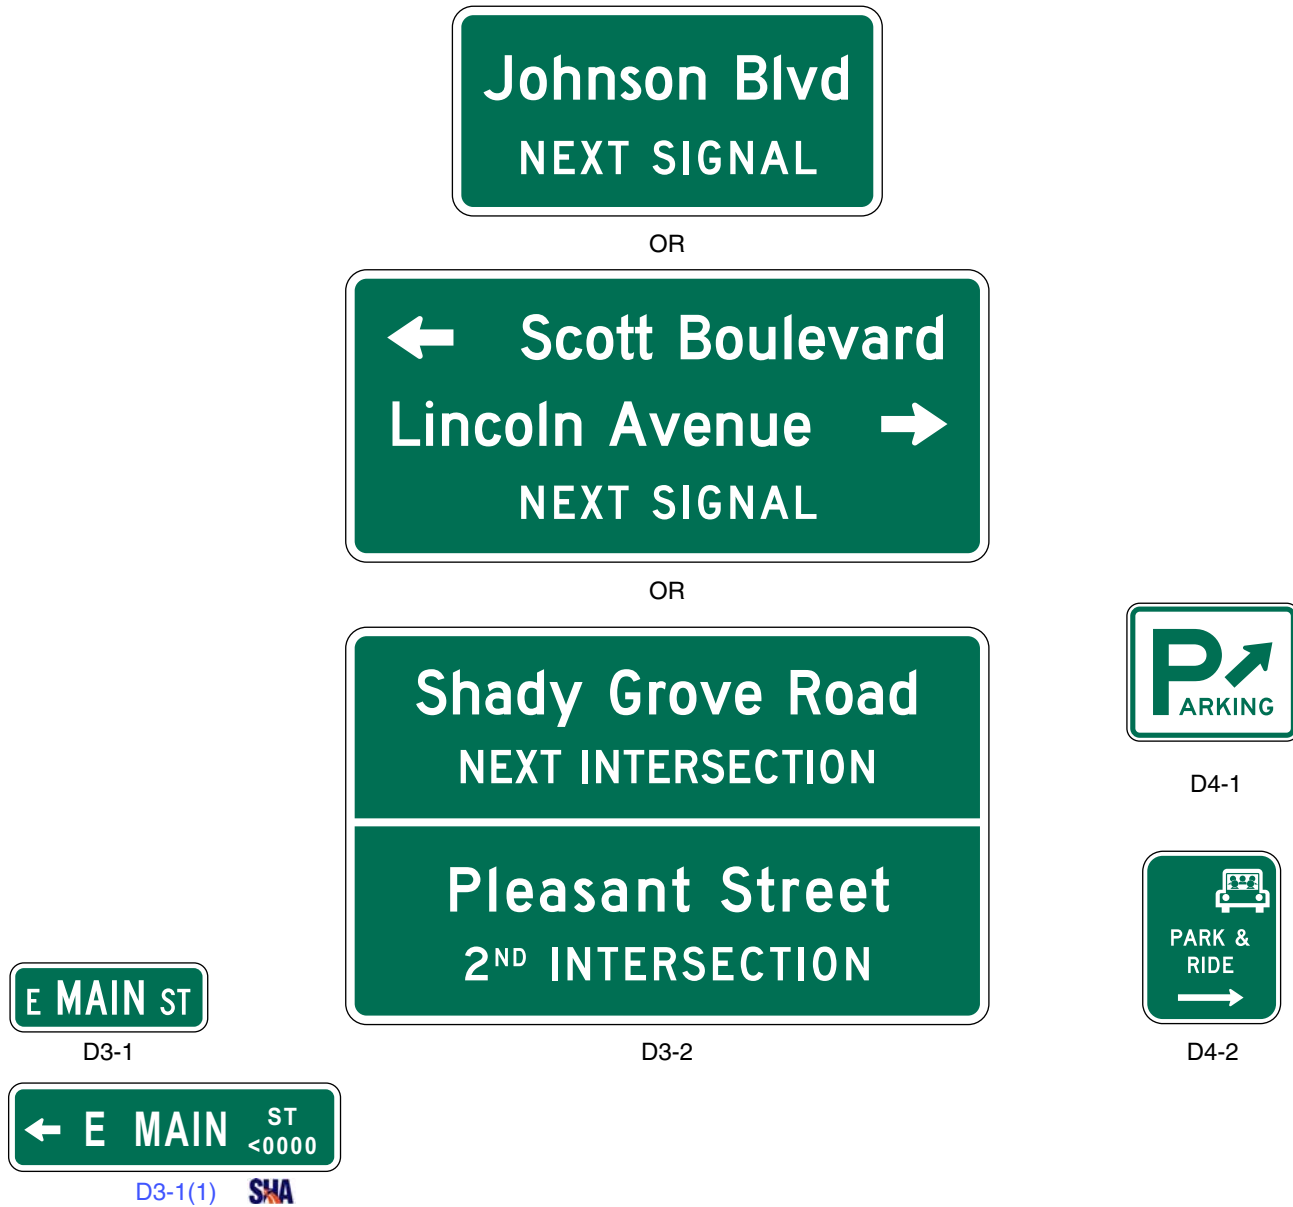 Johnson Blvd
NEXT SIGNAL
OR
Scott Boulevard
Lincoln Avenue
NEXT SIGNAL
OR
Shady Grove Road
NEXT INTERSECTION
Pleasant Street
2ND INTERSECTION
D3-2
PARKING
D4-1
PARK &
RIDE
D4-2
E MAIN ST
D3-1
E MAIN ST
<0000
D3-1(1) SHA